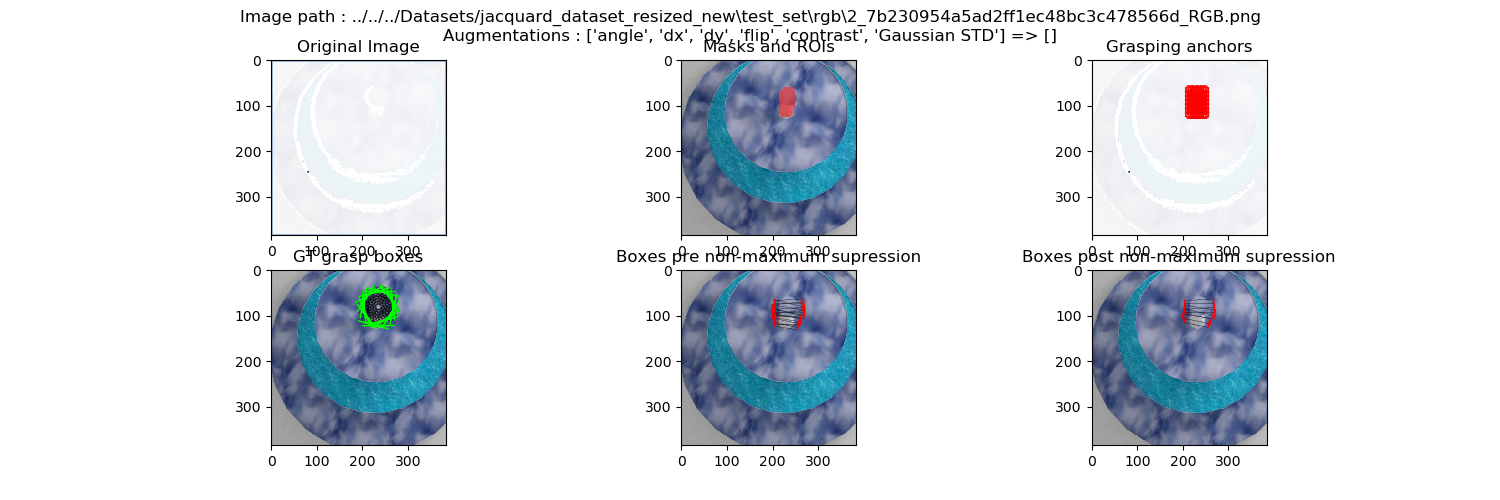 Image path : ../../../Datasets/jacquard_dataset_resized_new\test_set\rgb\2_7b230954a5ad2ff1ec48bc3c478566d_RGB.png
Augmentations : ['angle', 'dx', 'dy', 'flip', 'contrast', 'Gaussian STD'] => []
Original Image
Masks and ROIs
Grasping anchors
0
100
200
300
0 100 200 300
0
100
200
300
0 100 200 300
0
100
200
300
0 100 200 300
GT grasp boxes
Boxes pre non-maximum supression
Boxes post non-maximum supression
0
100
200
300
0 100 200 300
0
100
200
300
0 100 200 300
0
100
200
300
0 100 200 300